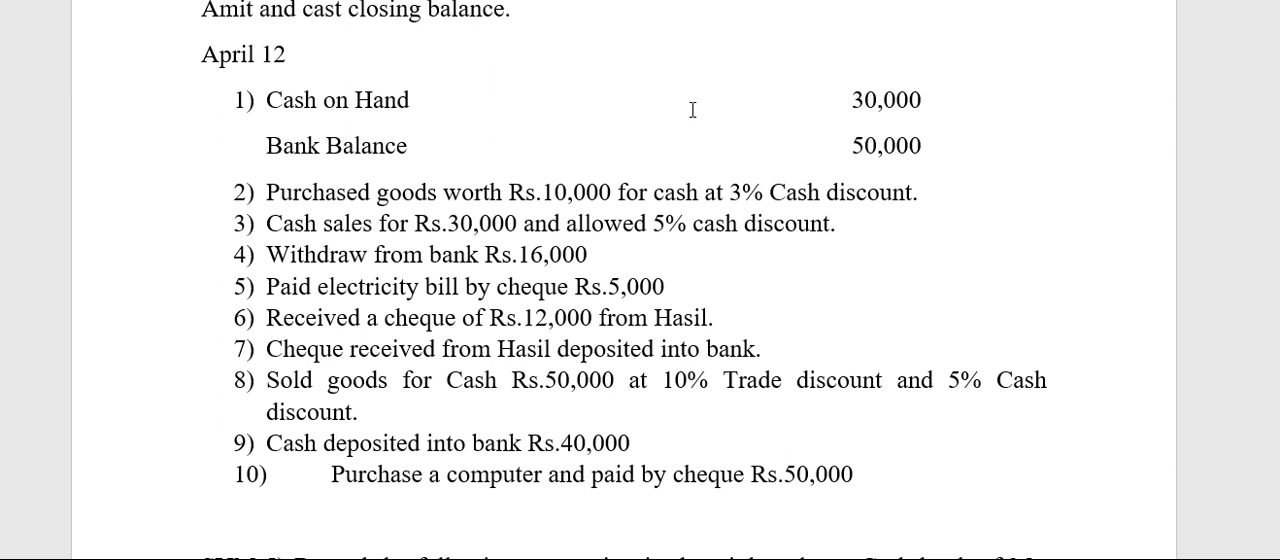 Amit and cast closing balance.
April 12
1) Cash on Hand 30,000
Bank Balance 50,000
2) Purchased goods worth Rs.10,000 for cash at 3% Cash discount.
3) Cash sales for Rs.30,000 and allowed 5% cash discount.
4) Withdraw from bank Rs.16,000
5) Paid electricity bill by cheque Rs.5,000
6) Received a cheque of Rs.12,000 from Hasil.
7) Cheque received from Hasil deposited into bank.
8) Sold goods for Cash Rs.50,000 at 10% Trade discount and 5% Cash
discount.
9) Cash deposited into bank Rs.40,000
10) Purchase a computer and paid by cheque Rs.50,000